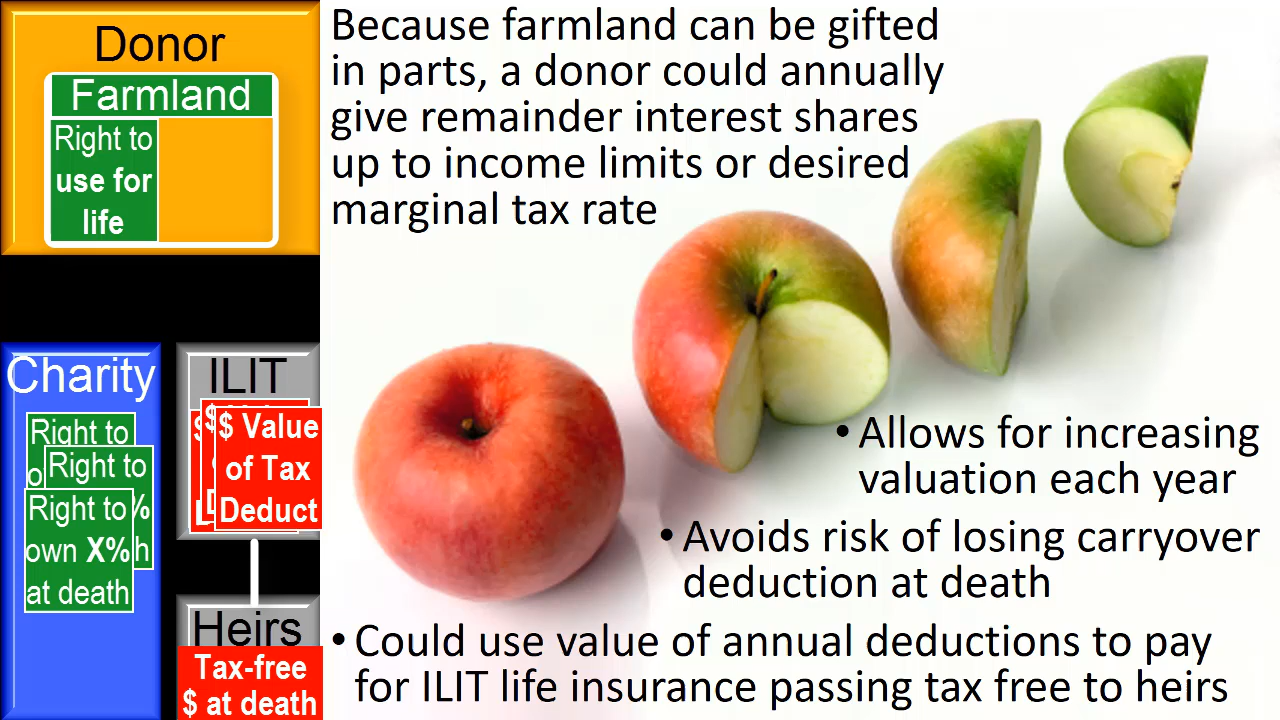 Donor
Farmland
Right to
use for
life
Charity
Right to
o
Right to
%
h
Right to
own X%
at death
ILIT
$
$
L
D
$ Value
of Tax
Deduct
Heirs
Tax-free
$ at death
Because farmland can be gifted
in parts, a donor could annually
give remainder interest shares
up to income limits or desired
marginal tax rate
• Allows for increasing
valuation each year
• Avoids risk of losing carryover
deduction at death
• Could use value of annual deductions to pay
for ILIT life insurance passing tax free to heirs